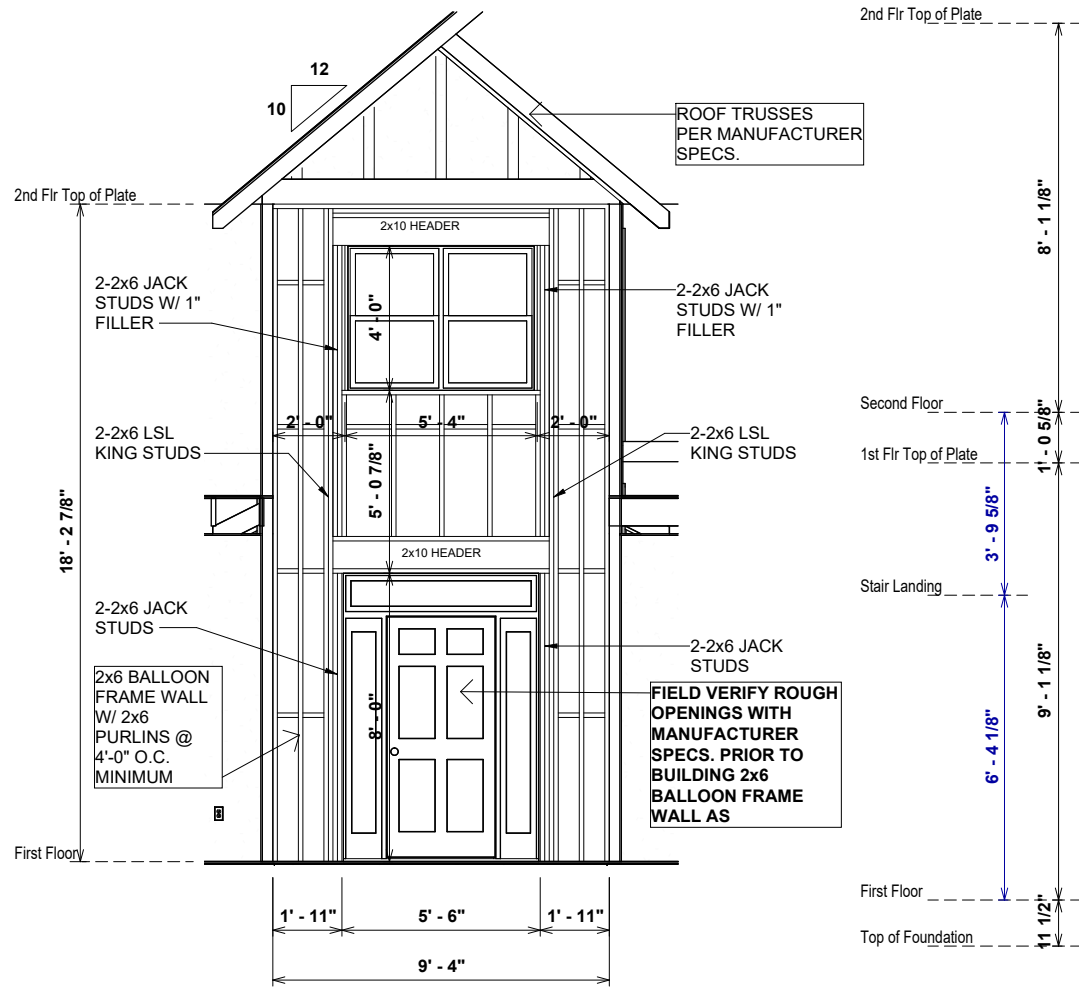 2nd Flr Top of Plate
12
10
ROOF TRUSSES
PER MANUFACTURER
SPECS.
2nd Flr Top of Plate
8' - 1 1/8"
2x10 HEADER
2-2x6 JACK
STUDS W/ 1"
FILLER
2-2x6 JACK
STUDS W/ 1"
FILLER
4' - 0"
Second Floor
2' - 0"
5' - 4"
2' - 0"
1' - 0 5/8"
2-2x6 LSL
KING STUDS
2-2x6 LSL
KING STUDS
1st Flr Top of Plate
5' - 0 7/8"
18' - 2 7/8"
3' - 9 5/8"
2x10 HEADER
Stair Landing
2-2x6 JACK
STUDS
2-2x6 JACK
STUDS
9' - 1 1/8"
2x6 BALLOON
FRAME WALL
W/ 2x6
PURLINS @
4'-0" O.C.
MINIMUM
8' - 0"
FIELD VERIFY ROUGH
OPENINGS WITH
MANUFACTURER
SPECS. PRIOR TO
BUILDING 2x6
BALLOON FRAME
WALL AS
6' - 4 1/8"
First Floor
First Floor
1' - 11"
5' - 6"
1' - 11"
11 1/2"
Top of Foundation
9' - 4"